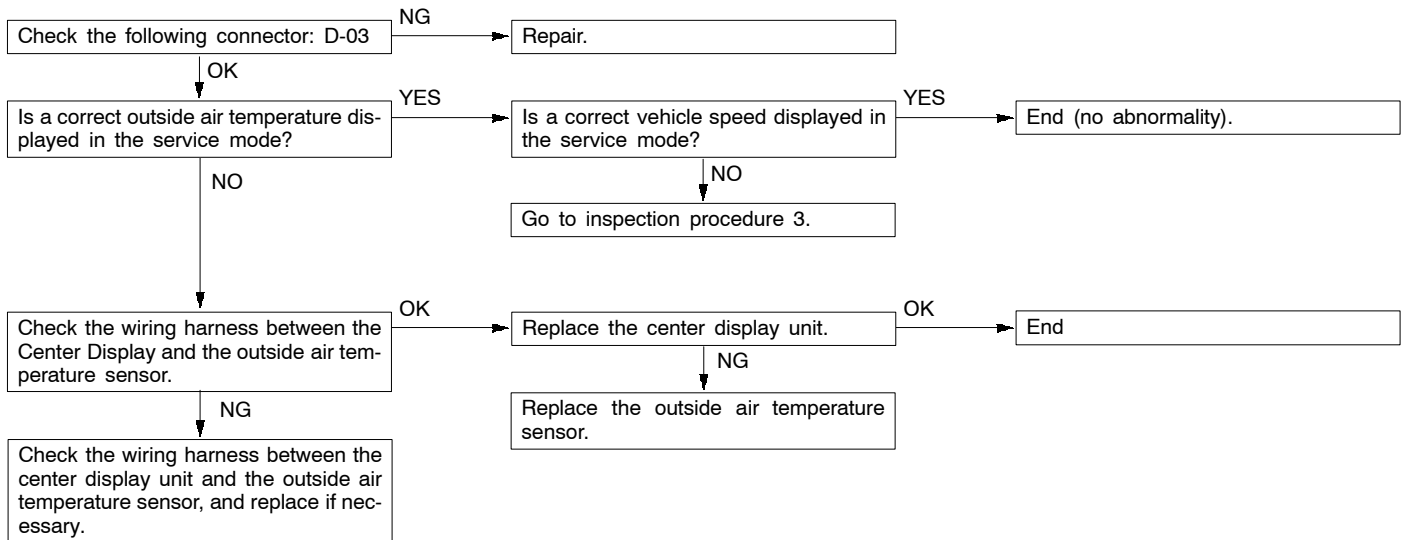 Check the following connector: D-03
NG
Repair.
OK
Is a correct outside air temperature dis-
played in the service mode?
YES
Is a correct vehicle speed displayed in
the service mode?
YES
End (no abnormality).
NO
NO
Go to inspection procedure 3.
Check the wiring harness between the
Center Display and the outside air tem-
perature sensor.
OK
Replace the center display unit.
OK
End
NG
NG
Replace the outside air temperature
sensor.
Check the wiring harness between the
center display unit and the outside air
temperature sensor, and replace if nec-
essary.